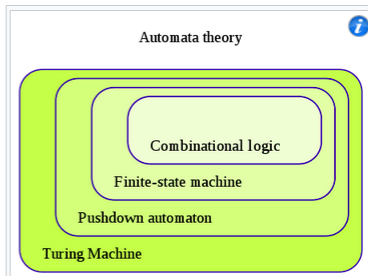 Automata theory
Combinational logic
Finite-state machine
Pushdown automaton
Turing Machine